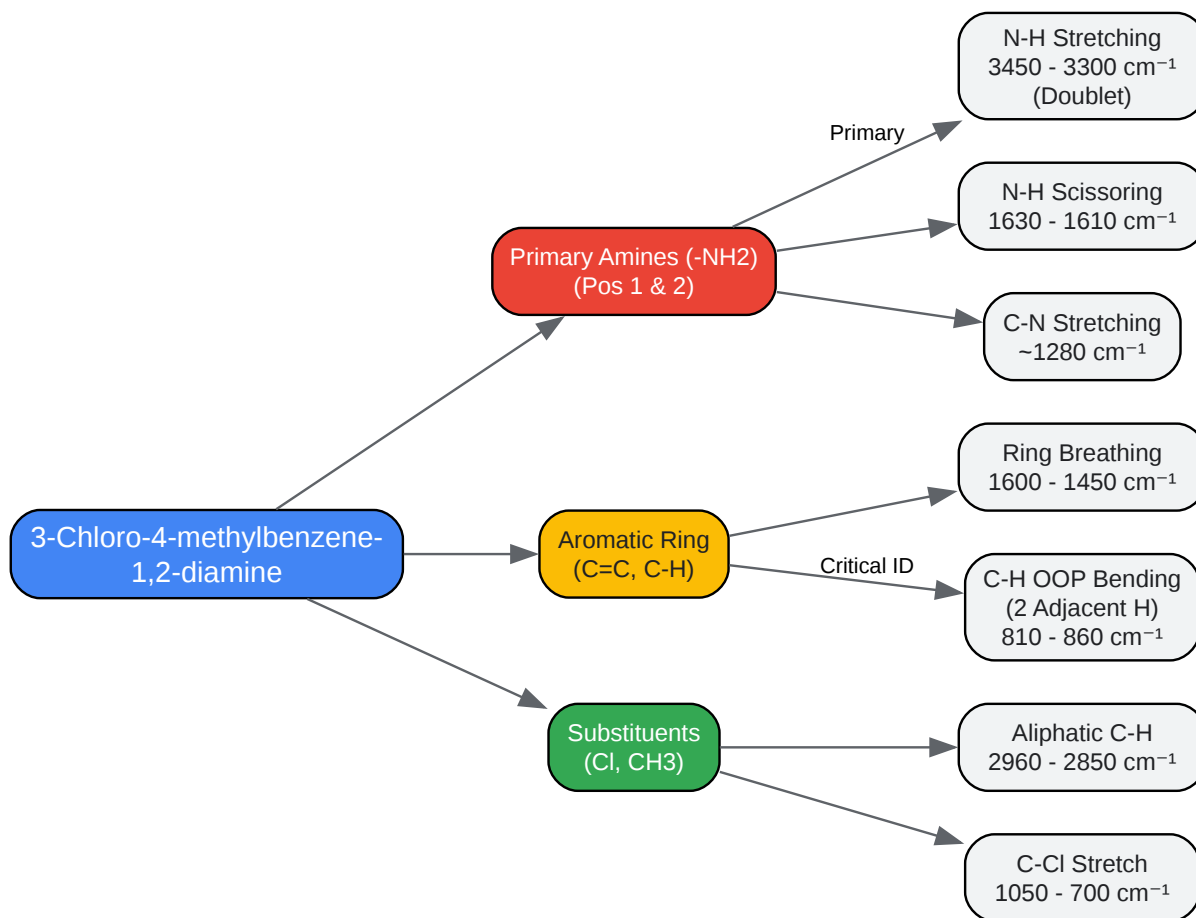 3-Chloro-4-methylbenzene-
1,2-diamine
Primary Amines (-NH2)
(Pos 1 & 2)
Aromatic Ring
(C=C, C-H)
Substituents
(Cl, CH3)
Primary
Critical ID
N-H Stretching
3450 - 3300 cm⁻¹
(Doublet)
N-H Scissoring
1630 - 1610 cm⁻¹
C-N Stretching
~1280 cm⁻¹
Ring Breathing
1600 - 1450 cm⁻¹
C-H OOP Bending
(2 Adjacent H)
810 - 860 cm⁻¹
Aliphatic C-H
2960 - 2850 cm⁻¹
C-Cl Stretch
1050 - 700 cm⁻¹